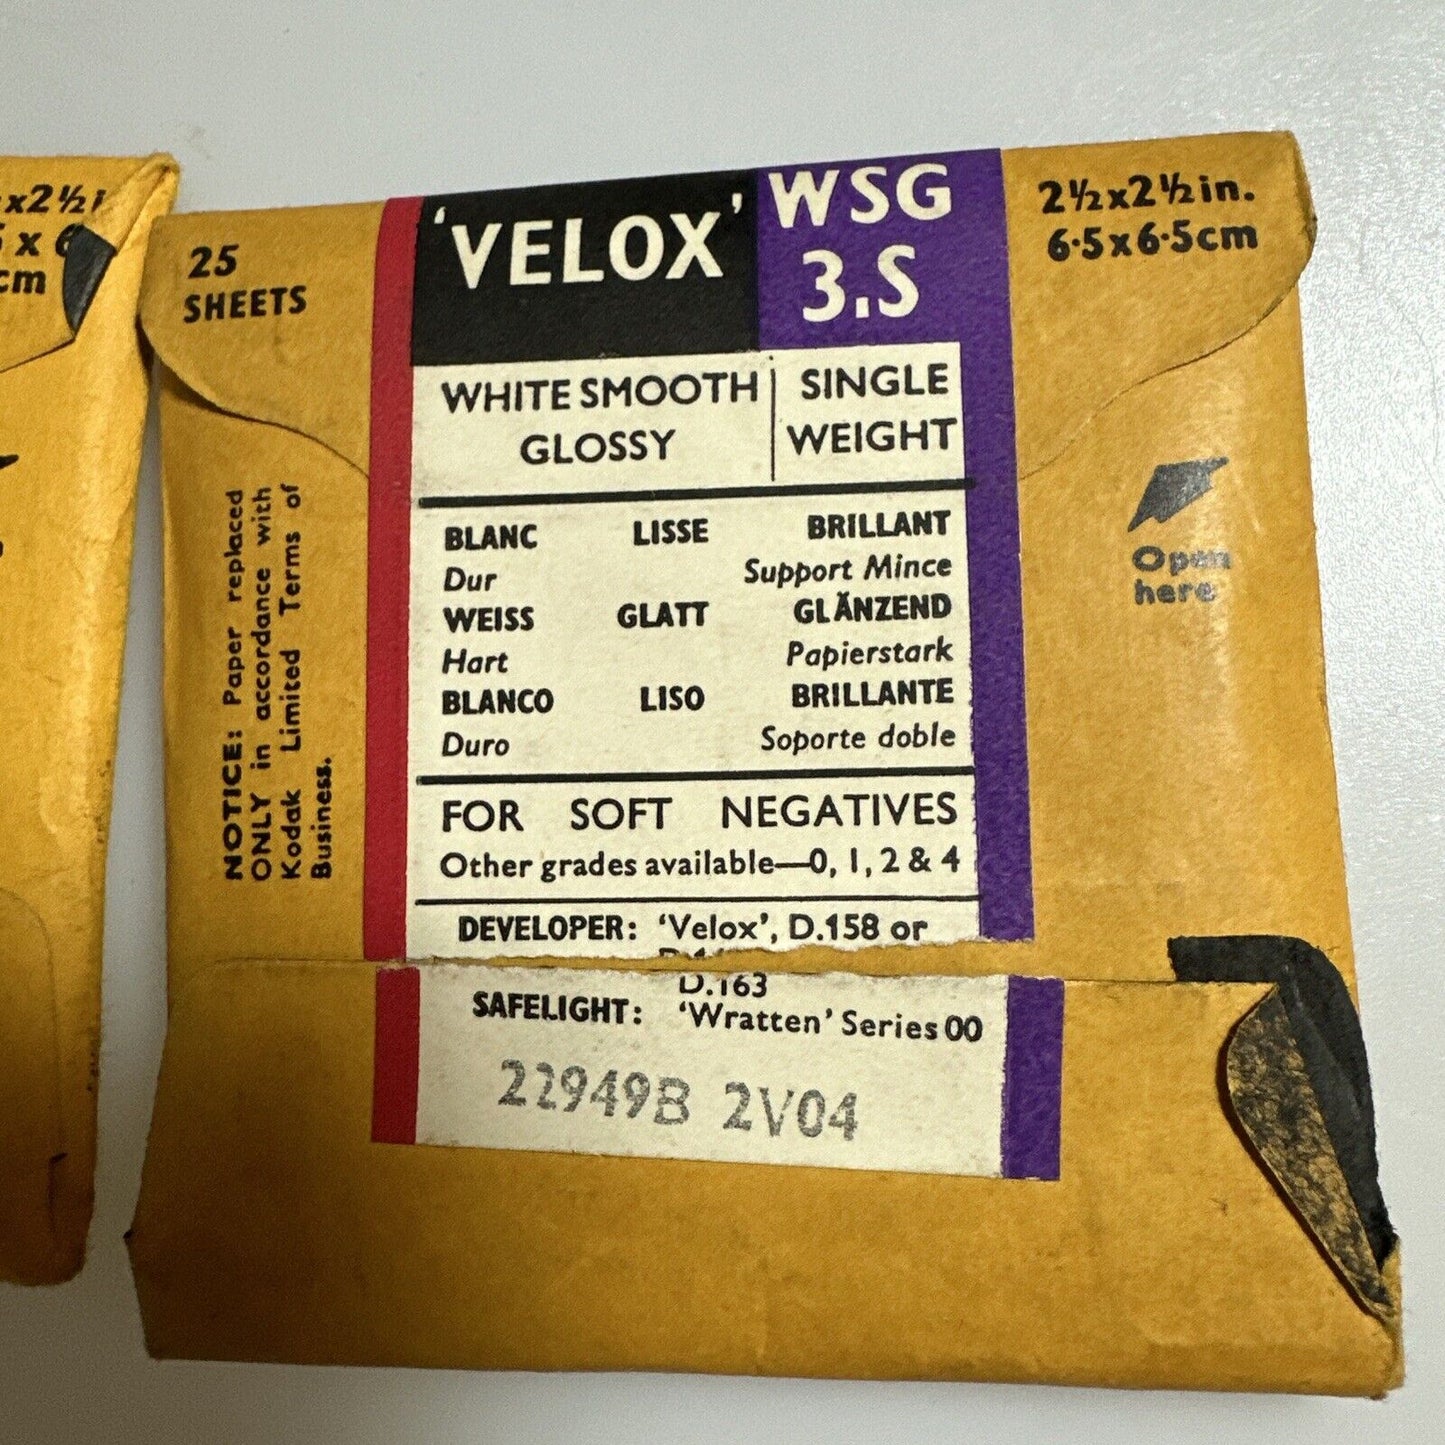 x2½
cm
25
SHEETS
'VELOX'
WSG
3.S
2½x2½in.
6·5x6·5cm
WHITE SMOOTH
GLOSSY
SINGLE
WEIGHT
BLANC LISSE BRILLANT
Dur Support Mince
WEISS GLATT GLÄNZEND
Hart Papierstark
BLANCO LISO BRILLANTE
Duro Soporte doble
FOR SOFT NEGATIVES
Other grades available—0, 1, 2 & 4
DEVELOPER: 'Velox', D.158 or
D.163
SAFELIGHT: 'Wratten' Series 00
22949B 2V04
NOTICE: Paper replaced
ONLY in accordance with
Kodak Limited Terms of
Business.
Open
here